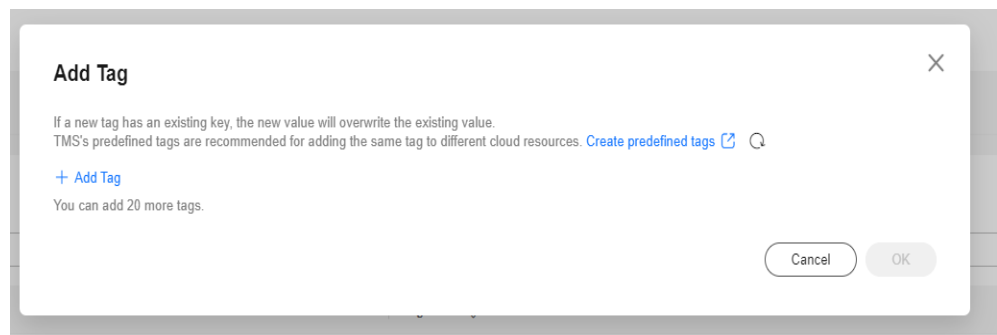 Add Tag
If a new tag has an existing key, the new value will overwrite the existing value.
TMS's predefined tags are recommended for adding the same tag to different cloud resources. Create predefined tags
+ Add Tag
You can add 20 more tags.
Cancel OK